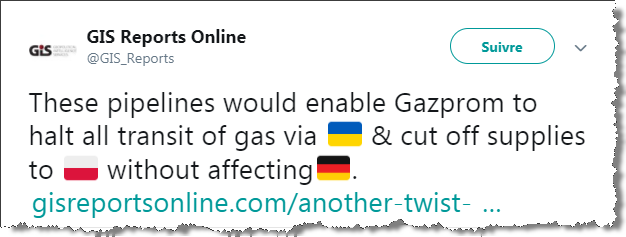 GIS Reports Online
@GIS_Reports
Suivre
These pipelines would enable Gazprom to
halt all transit of gas via 🇺🇦 & cut off supplies
to 🇵🇱 without affecting 🇩🇪.
gisreportsonline.com/another-twist- ...